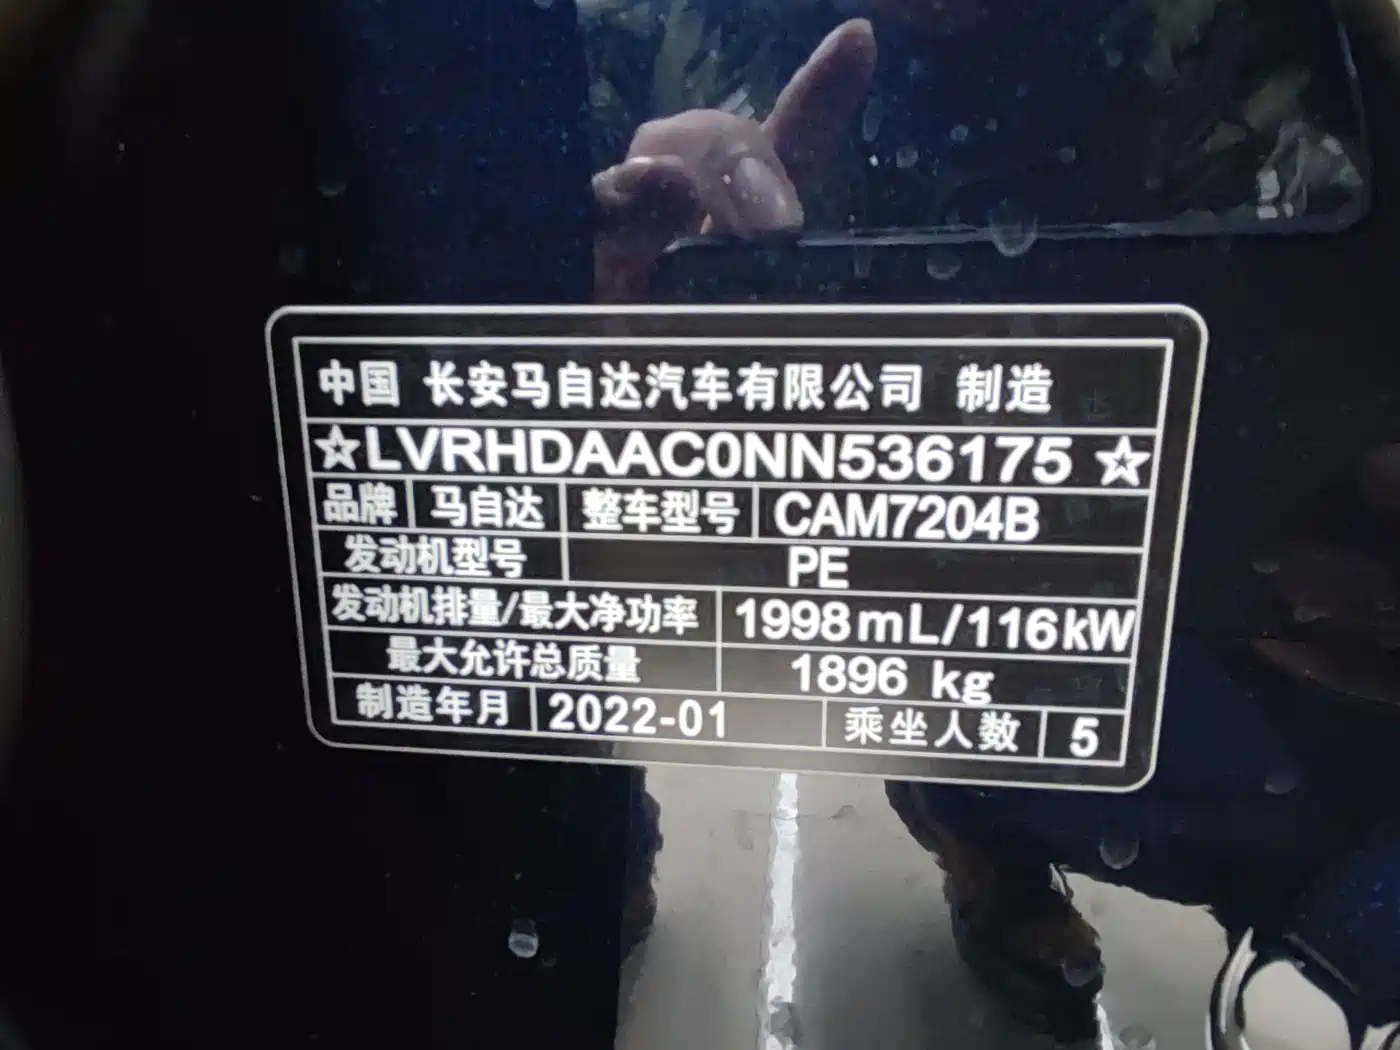 中国 长安马自达汽车有限公司 制造
☆LVRHDAAC0NN536175☆
品牌 马自达 整车型号 CAM7204B
发动机型号 PE
发动机排量/最大净功率 1998mL/116kW
最大允许总质量 1896 kg
制造年月 2022-01 乘坐人数 5